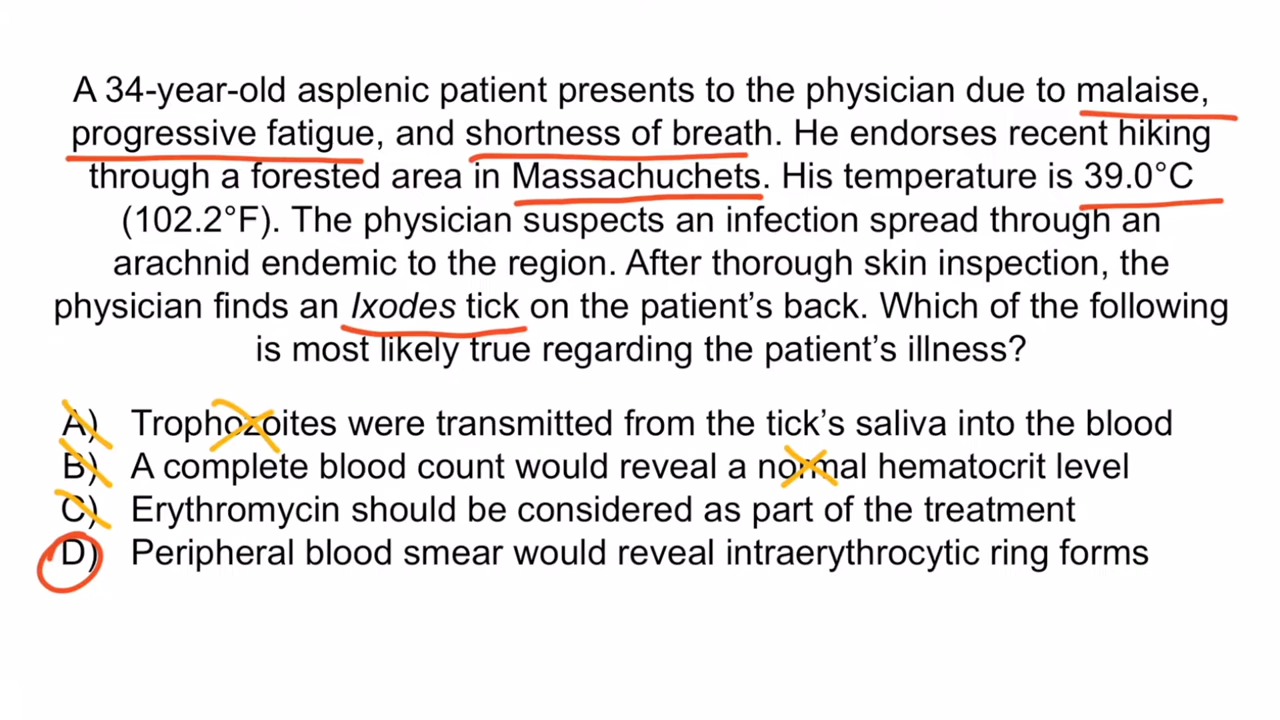 A 34-year-old asplenic patient presents to the physician due to malaise,
progressive fatigue, and shortness of breath. He endorses recent hiking
through a forested area in Massachuchets. His temperature is 39.0°C
(102.2°F). The physician suspects an infection spread through an
arachnid endemic to the region. After thorough skin inspection, the
physician finds an Ixodes tick on the patient's back. Which of the following
is most likely true regarding the patient's illness?
A) Trophozoites were transmitted from the tick's saliva into the blood
B) A complete blood count would reveal a normal hematocrit level
C) Erythromycin should be considered as part of the treatment
D) Peripheral blood smear would reveal intraerythrocytic ring forms